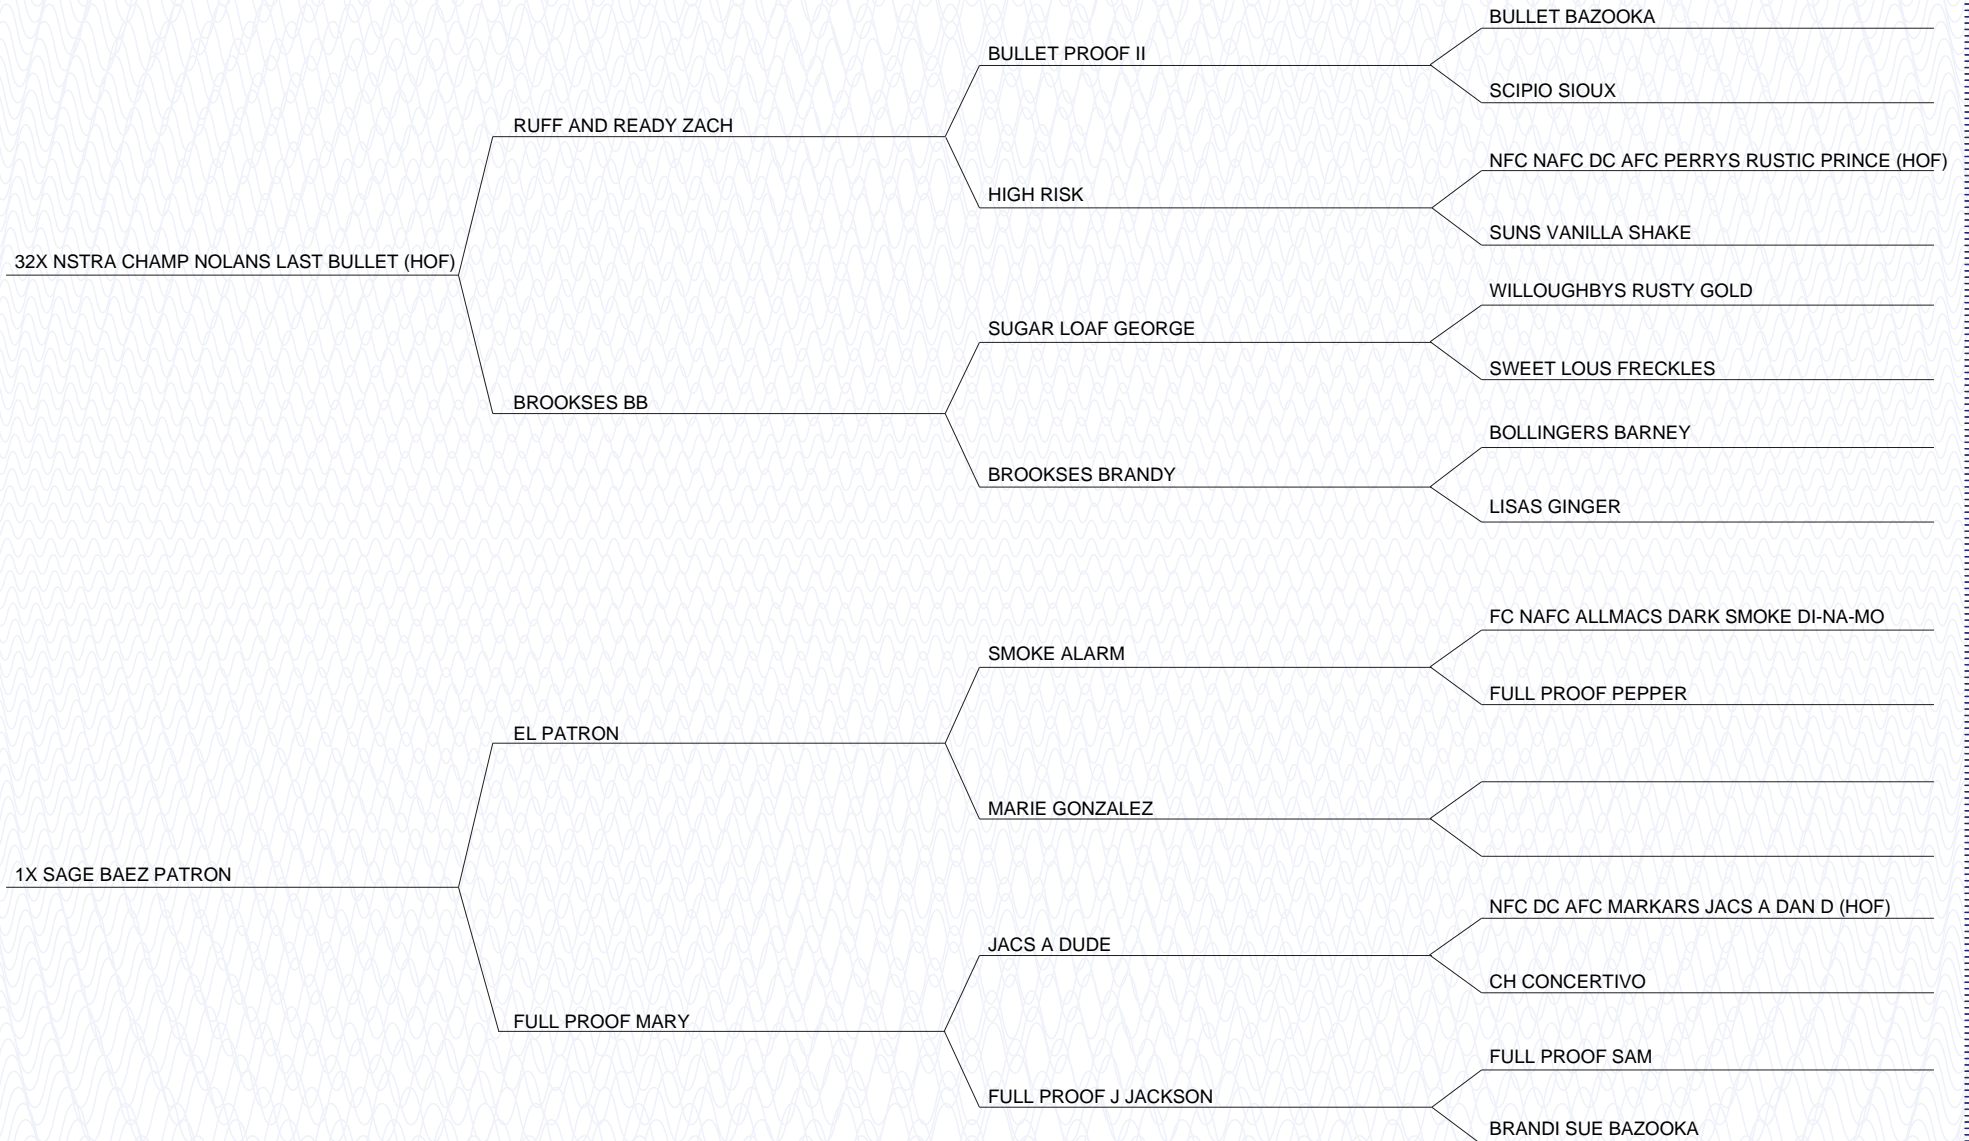 BULLET BAZOOKA
BULLET PROOF II
SCIPIO SIOUX
RUFF AND READY ZACH
NFC NAFC DC AFC PERRYS RUSTIC PRINCE (HOF)
HIGH RISK
SUNS VANILLA SHAKE
32X NSTRA CHAMP NOLANS LAST BULLET (HOF)
WILLOUGHBYS RUSTY GOLD
SUGAR LOAF GEORGE
SWEET LOUS FRECKLES
BROOKSES BB
BOLLINGERS BARNEY
BROOKSES BRANDY
LISAS GINGER
FC NAFC ALLMACS DARK SMOKE DI-NA-MO
SMOKE ALARM
FULL PROOF PEPPER
EL PATRON
MARIE GONZALEZ
1X SAGE BAEZ PATRON
NFC DC AFC MARKARS JACS A DAN D (HOF)
JACS A DUDE
CH CONCERTIVO
FULL PROOF MARY
FULL PROOF SAM
FULL PROOF J JACKSON
BRANDI SUE BAZOOKA